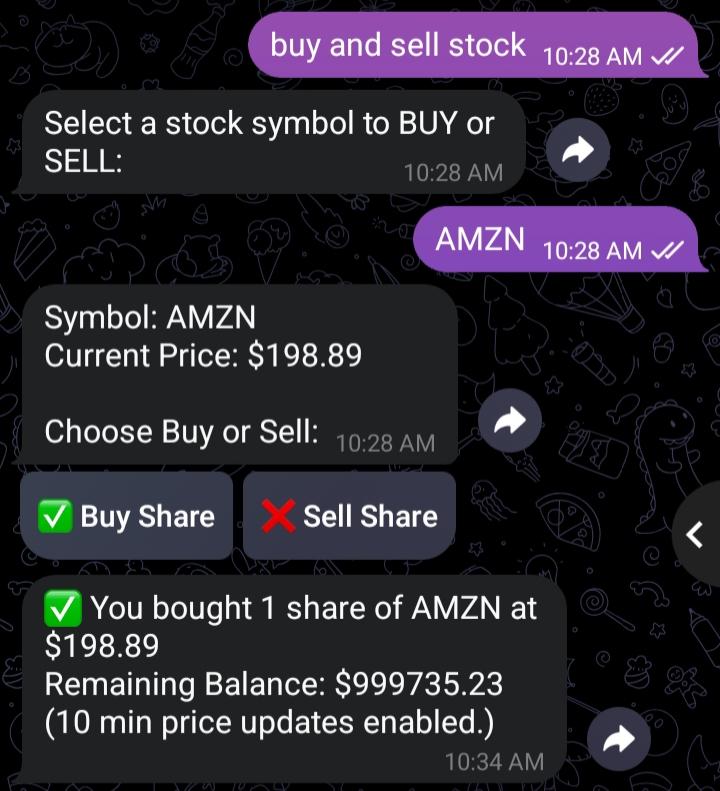 buy and sell stock 10:28 AM
Select a stock symbol to BUY or
SELL: 10:28 AM
AMZN 10:28 AM
Symbol: AMZN
Current Price: $198.89
Choose Buy or Sell: 10:28 AM
✅ Buy Share ❌ Sell Share
✅ You bought 1 share of AMZN at
$198.89
Remaining Balance: $999735.23
(10 min price updates enabled.)
10:34 AM